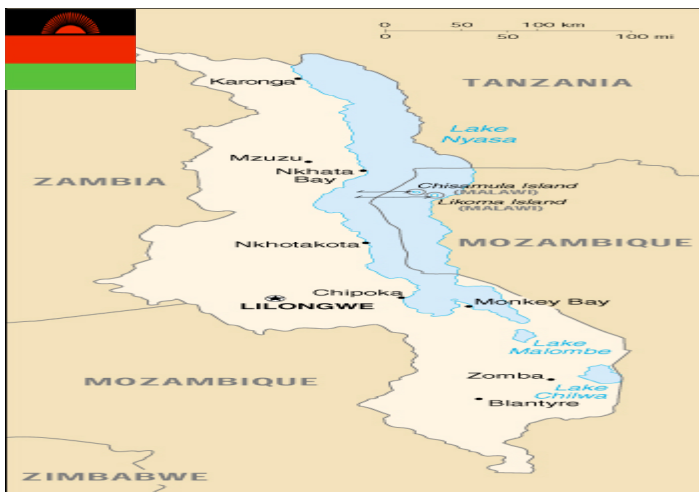 0 50 100 km
0 50 100 mi
Karonga
TANZANIA
Lake
Nyasa
Mzuzu
Nkhata
Bay
ZAMBIA
Chisamula Island
(MALAWI)
Likoma Island
(MALAWI)
MOZAMBIQUE
Nkhotakota
Chipoka
LILONGWE
Monkey Bay
Lake
Malombe
MOZAMBIQUE
Zomba
Lake
Chilwa
Blantyre
ZIMBABWE